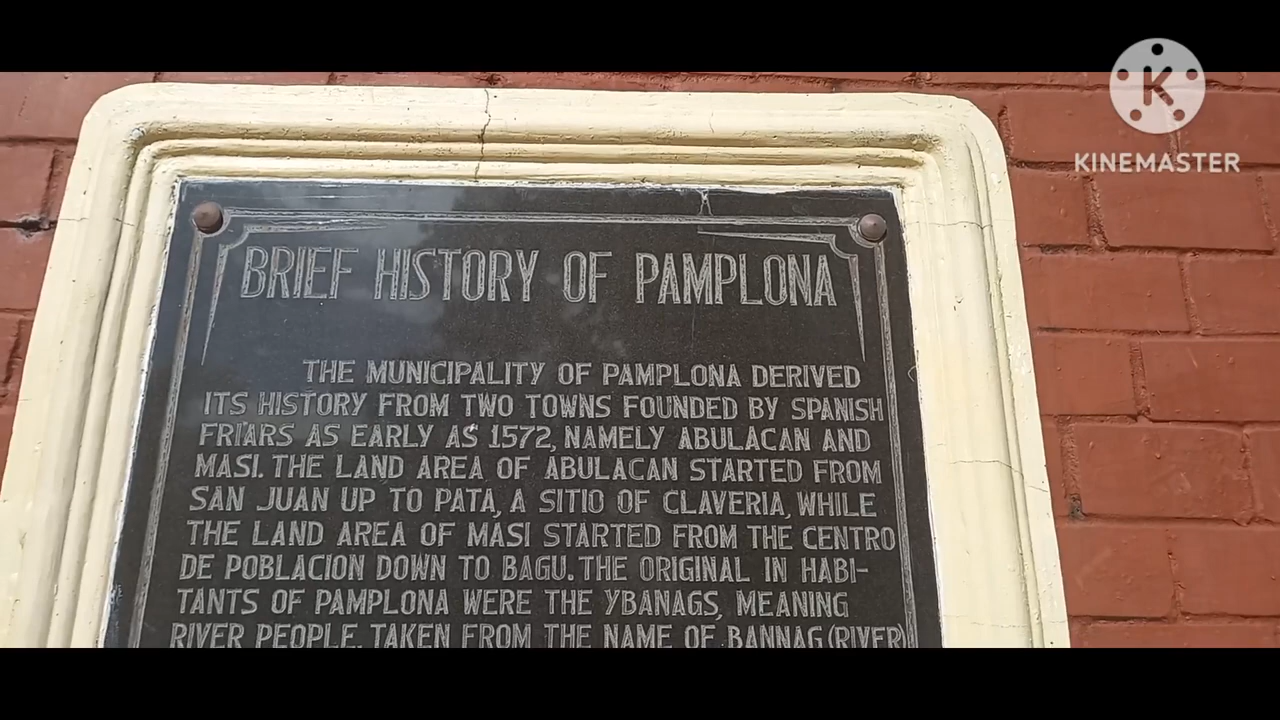 KINEMASTER
BRIEF HISTORY OF PAMPLONA
THE MUNICIPALITY OF PAMPLONA DERIVED
ITS HISTORY FROM TWO TOWNS FOUNDED BY SPANISH
FRIARS AS EARLY AS 1572, NAMELY ABULACAN AND
MASI. THE LAND AREA OF ABULACAN STARTED FROM
SAN JUAN UP TO PATA, A SITIO OF CLAVERIA, WHILE
THE LAND AREA OF MASI STARTED FROM THE CENTRO
DE POBLACION DOWN TO BAGU. THE ORIGINAL IN HABI-
TANTS OF PAMPLONA WERE THE YBANAGS, MEANING
RIVER PEOPLE. TAKEN FROM THE NAME OF BANNAG (RIVER)